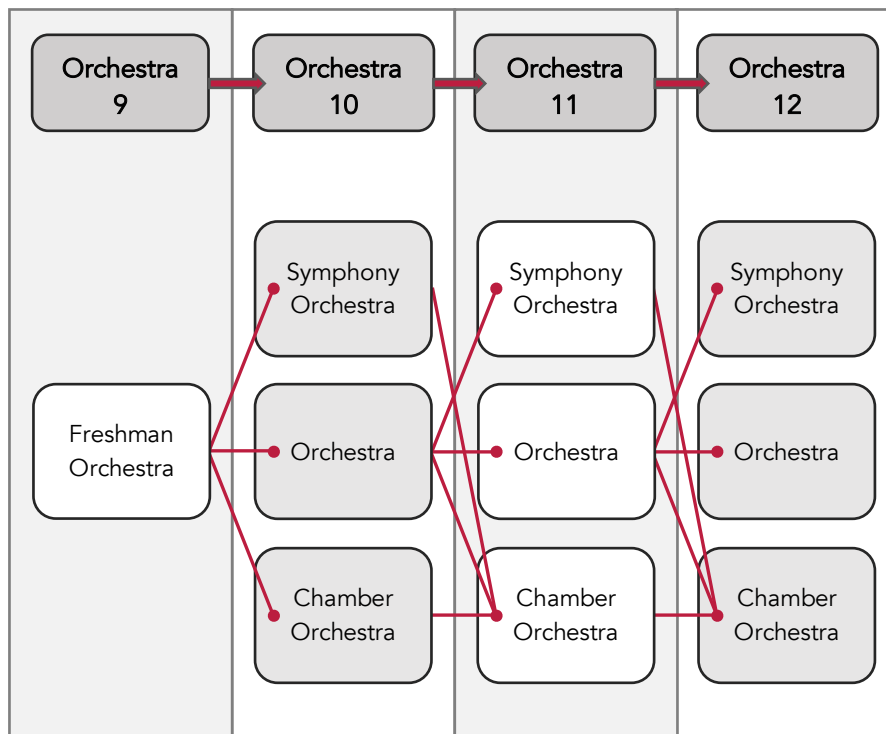 Orchestra
9
Orchestra
10
Orchestra
11
Orchestra
12
Freshman
Orchestra
Symphony
Orchestra
Orchestra
Chamber
Orchestra
Symphony
Orchestra
Orchestra
Chamber
Orchestra
Symphony
Orchestra
Orchestra
Chamber
Orchestra